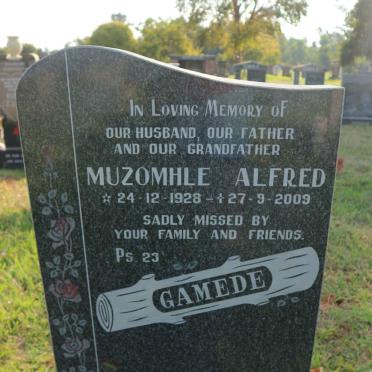 In Loving Memory of
OUR HUSBAND, OUR FATHER
AND OUR GRANDFATHER
MUZOMHLE ALFRED
☆ 24-12-1928 - ✝ 27-9-2009
SADLY MISSED BY
YOUR FAMILY AND FRIENDS.
Ps. 23
GAMEDE